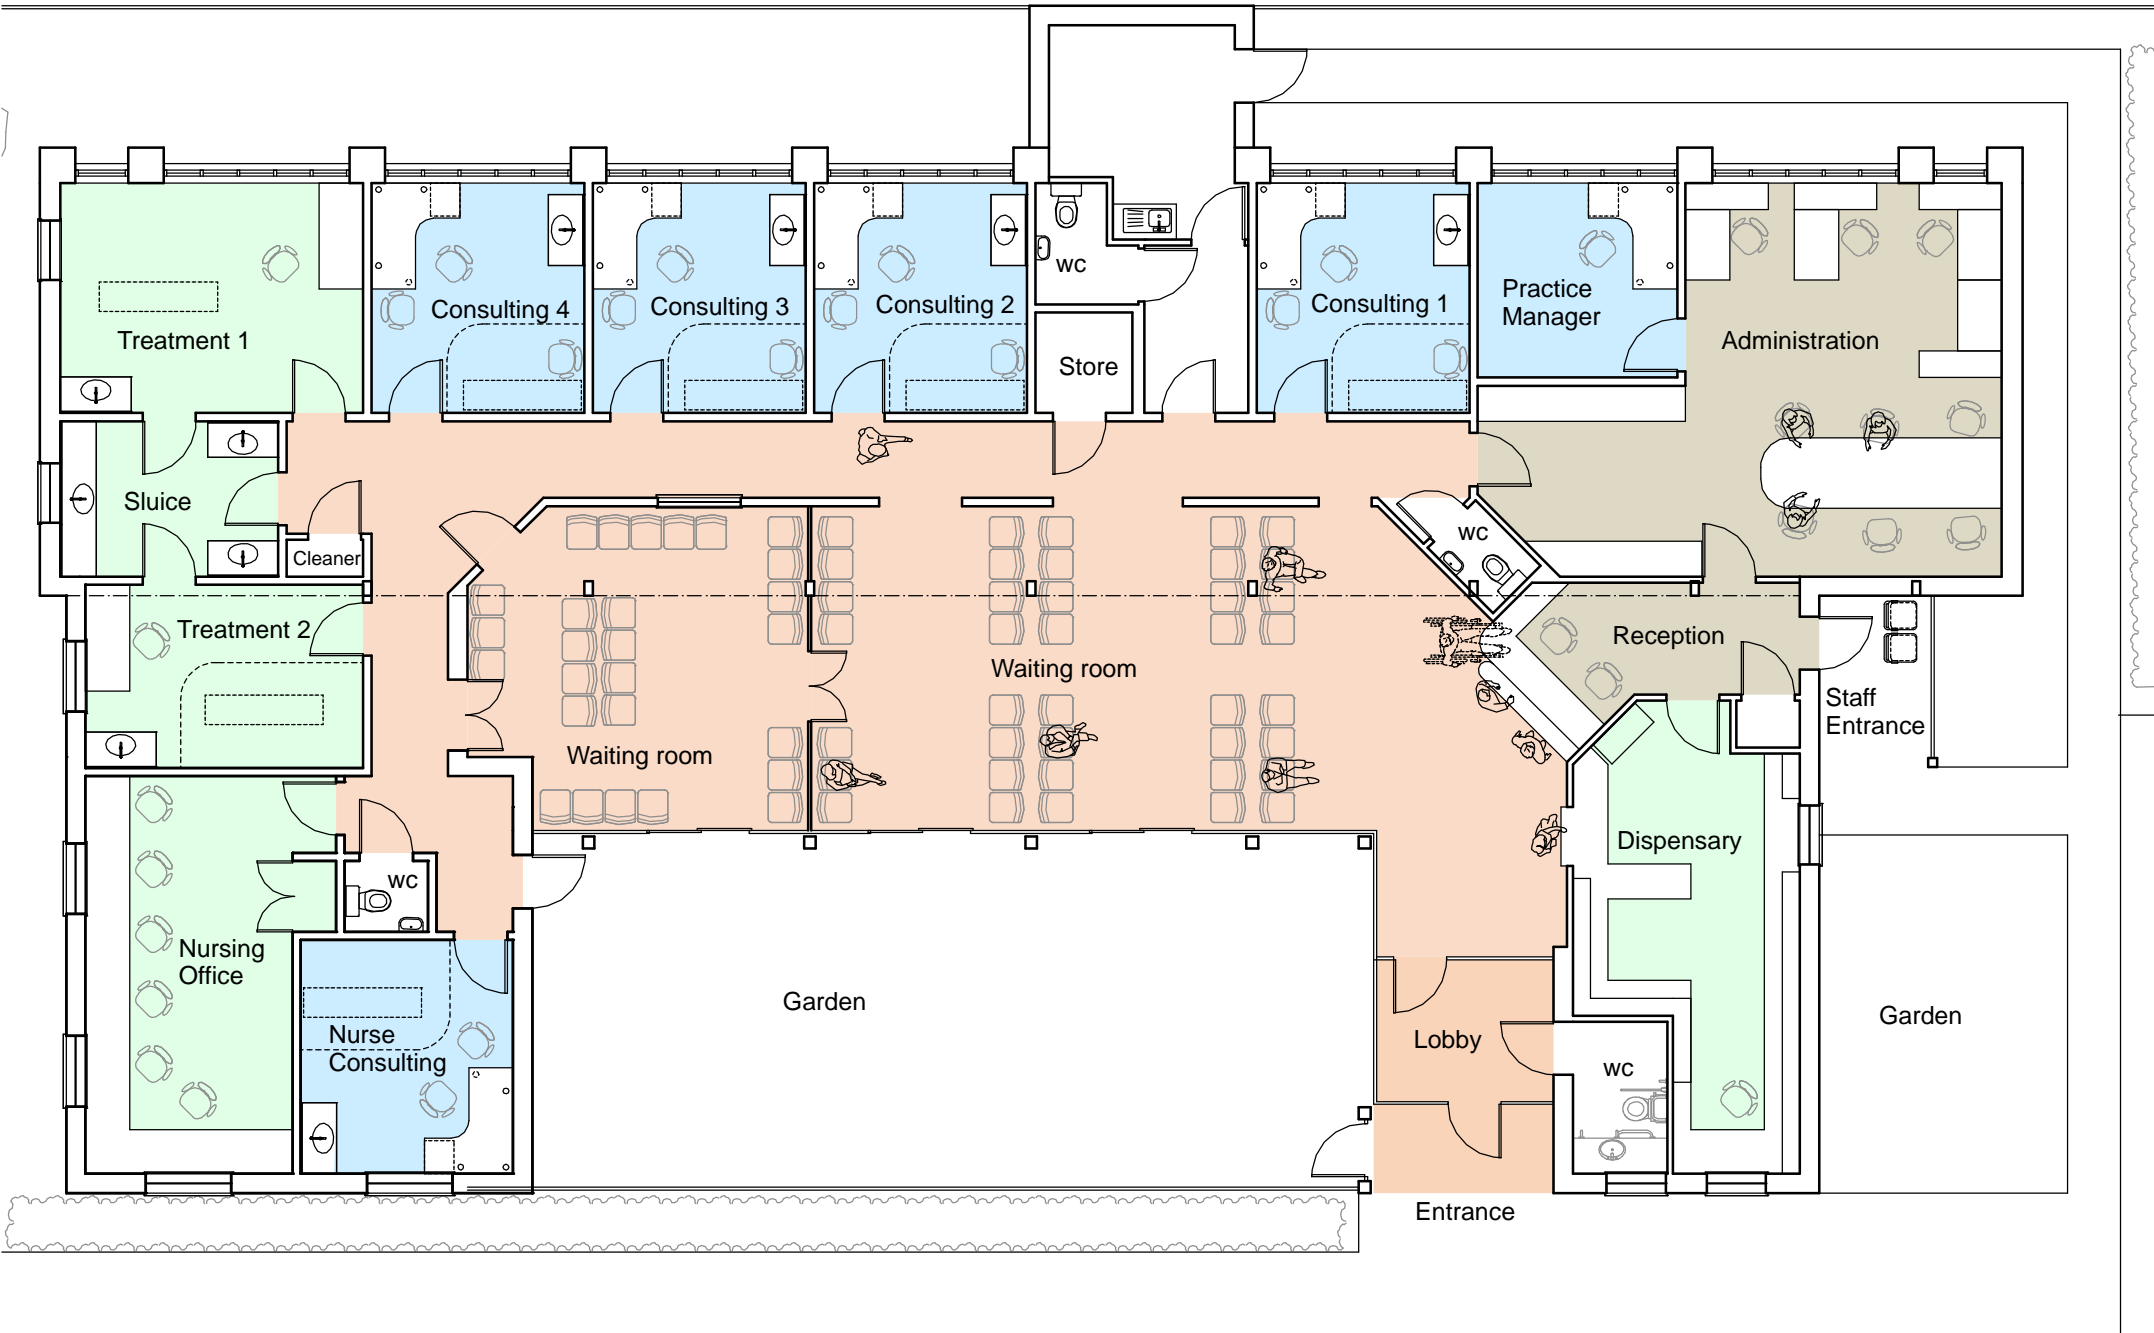 wc
Consulting 4
Consulting 3
Consulting 2
Consulting 1
Practice
Manager
Treatment 1
Store
Administration
Sluice
Cleaner
wc
Treatment 2
Reception
Waiting room
Staff
Entrance
Waiting room
Dispensary
wc
Nursing
Office
Garden
Garden
Nurse
Consulting
Lobby
wc
Entrance